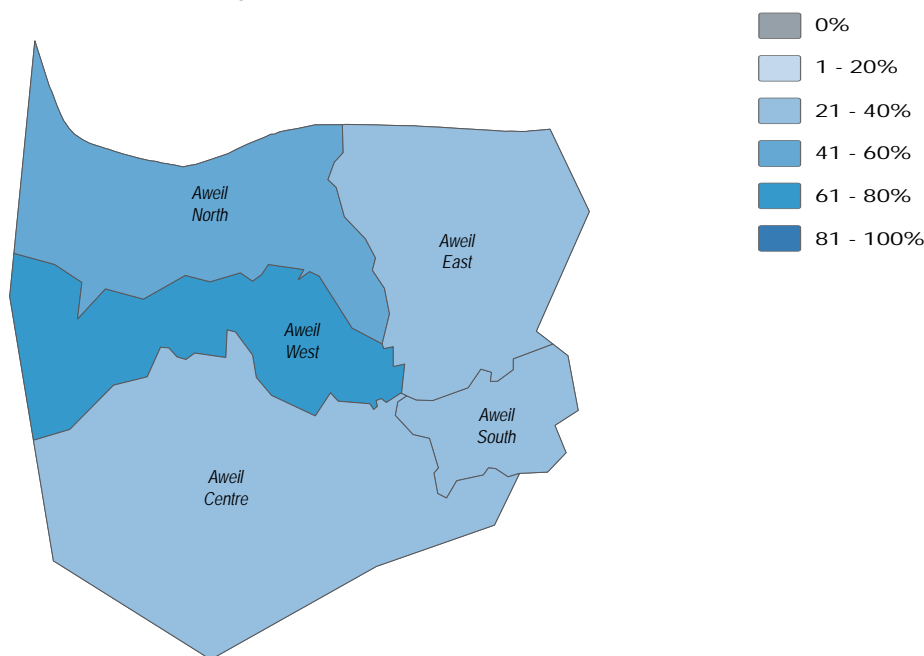 0%
1 - 20%
21 - 40%
41 - 60%
61 - 80%
81 - 100%
Aweil
North
Aweil
East
Aweil
West
Aweil
South
Aweil
Centre